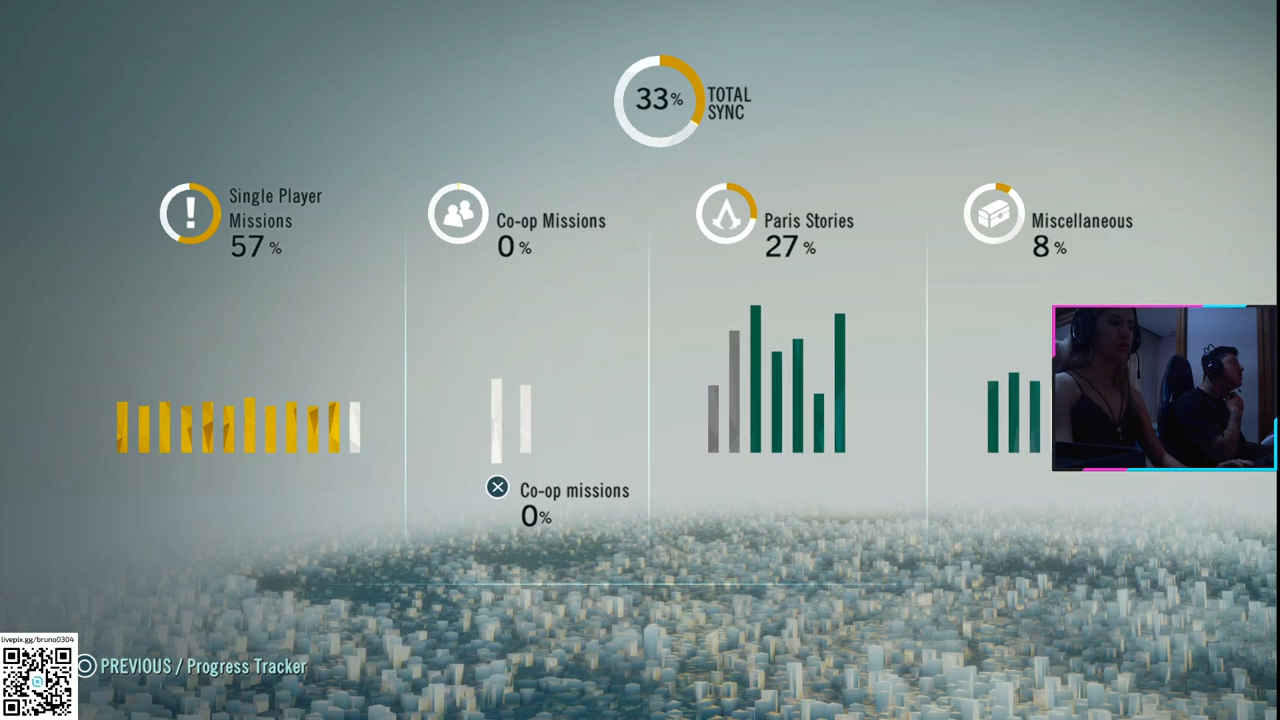 33%
TOTAL
SYNC
Single Player
Missions
57%
Co-op Missions
0%
Paris Stories
27%
Miscellaneous
8%
Co-op missions
0%
livepix.gg/bruno0304
PREVIOUS / Progress Tracker